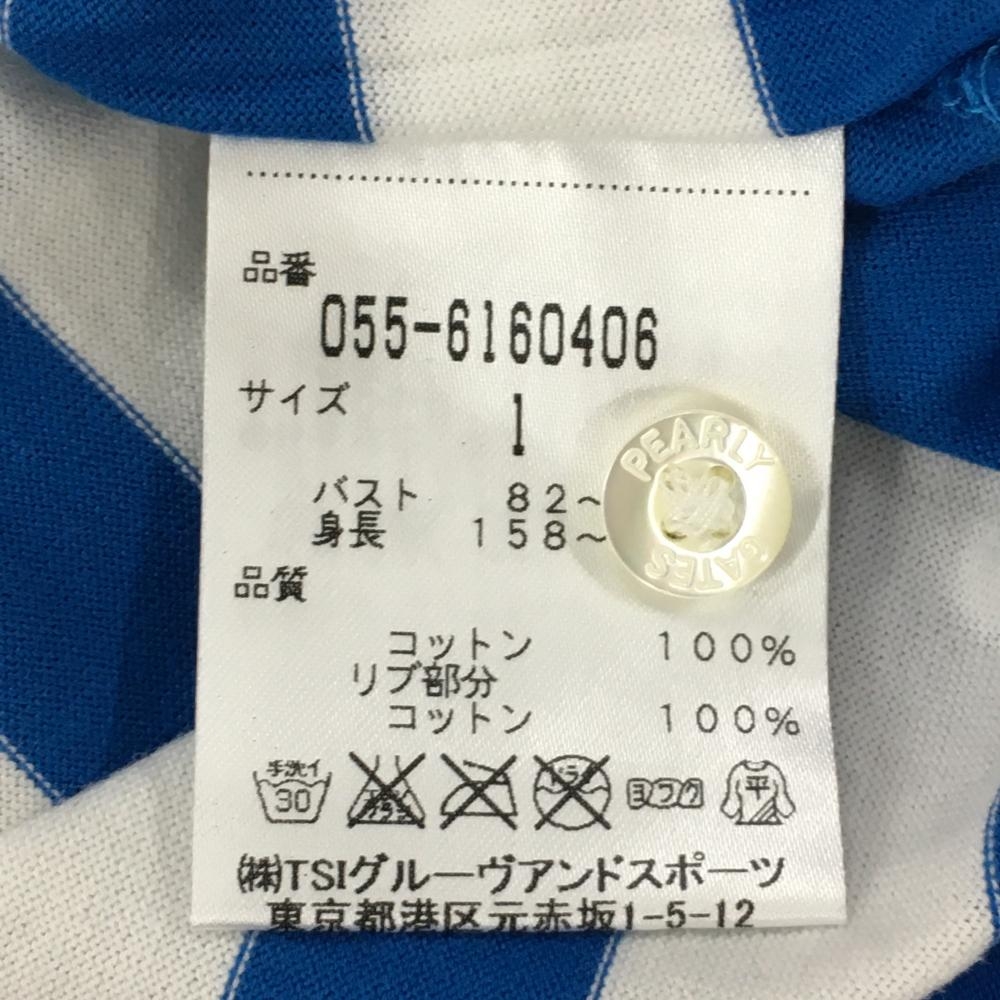 品番
055-6160406
サイズ
1
バスト 82~
身長 158~
PEARLY
GATES
品質
コットン 100%
リブ部分
コットン 100%
手洗イ
30
ヨワク
平
㈱TSIグルーヴアンドスポーツ
東京都港区元赤坂1-5-12